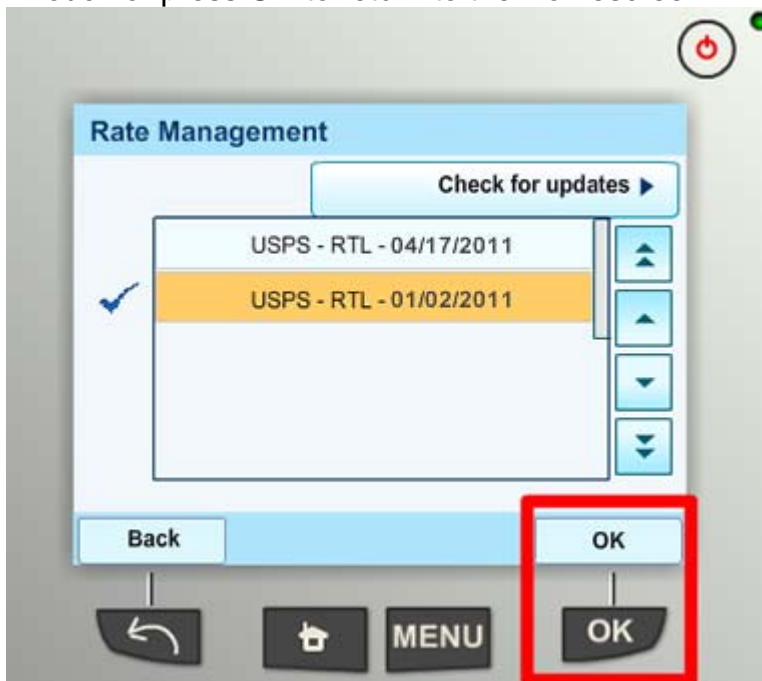 Rate Management
Check for updates
USPS - RTL - 04/17/2011
USPS - RTL - 01/02/2011
Back
OK
MENU
OK